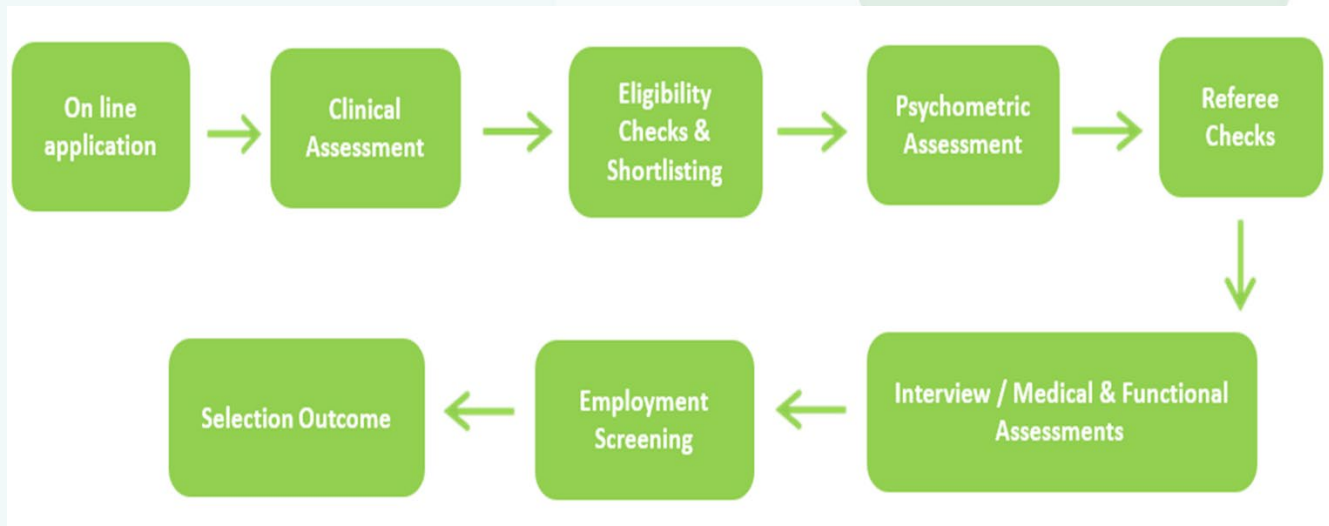 On line
application
Clinical
Assessment
Eligibility
Checks &
Shortlisting
Psychometric
Assessment
Referee
Checks
Interview / Medical & Functional
Assessments
Employment
Screening
Selection Outcome